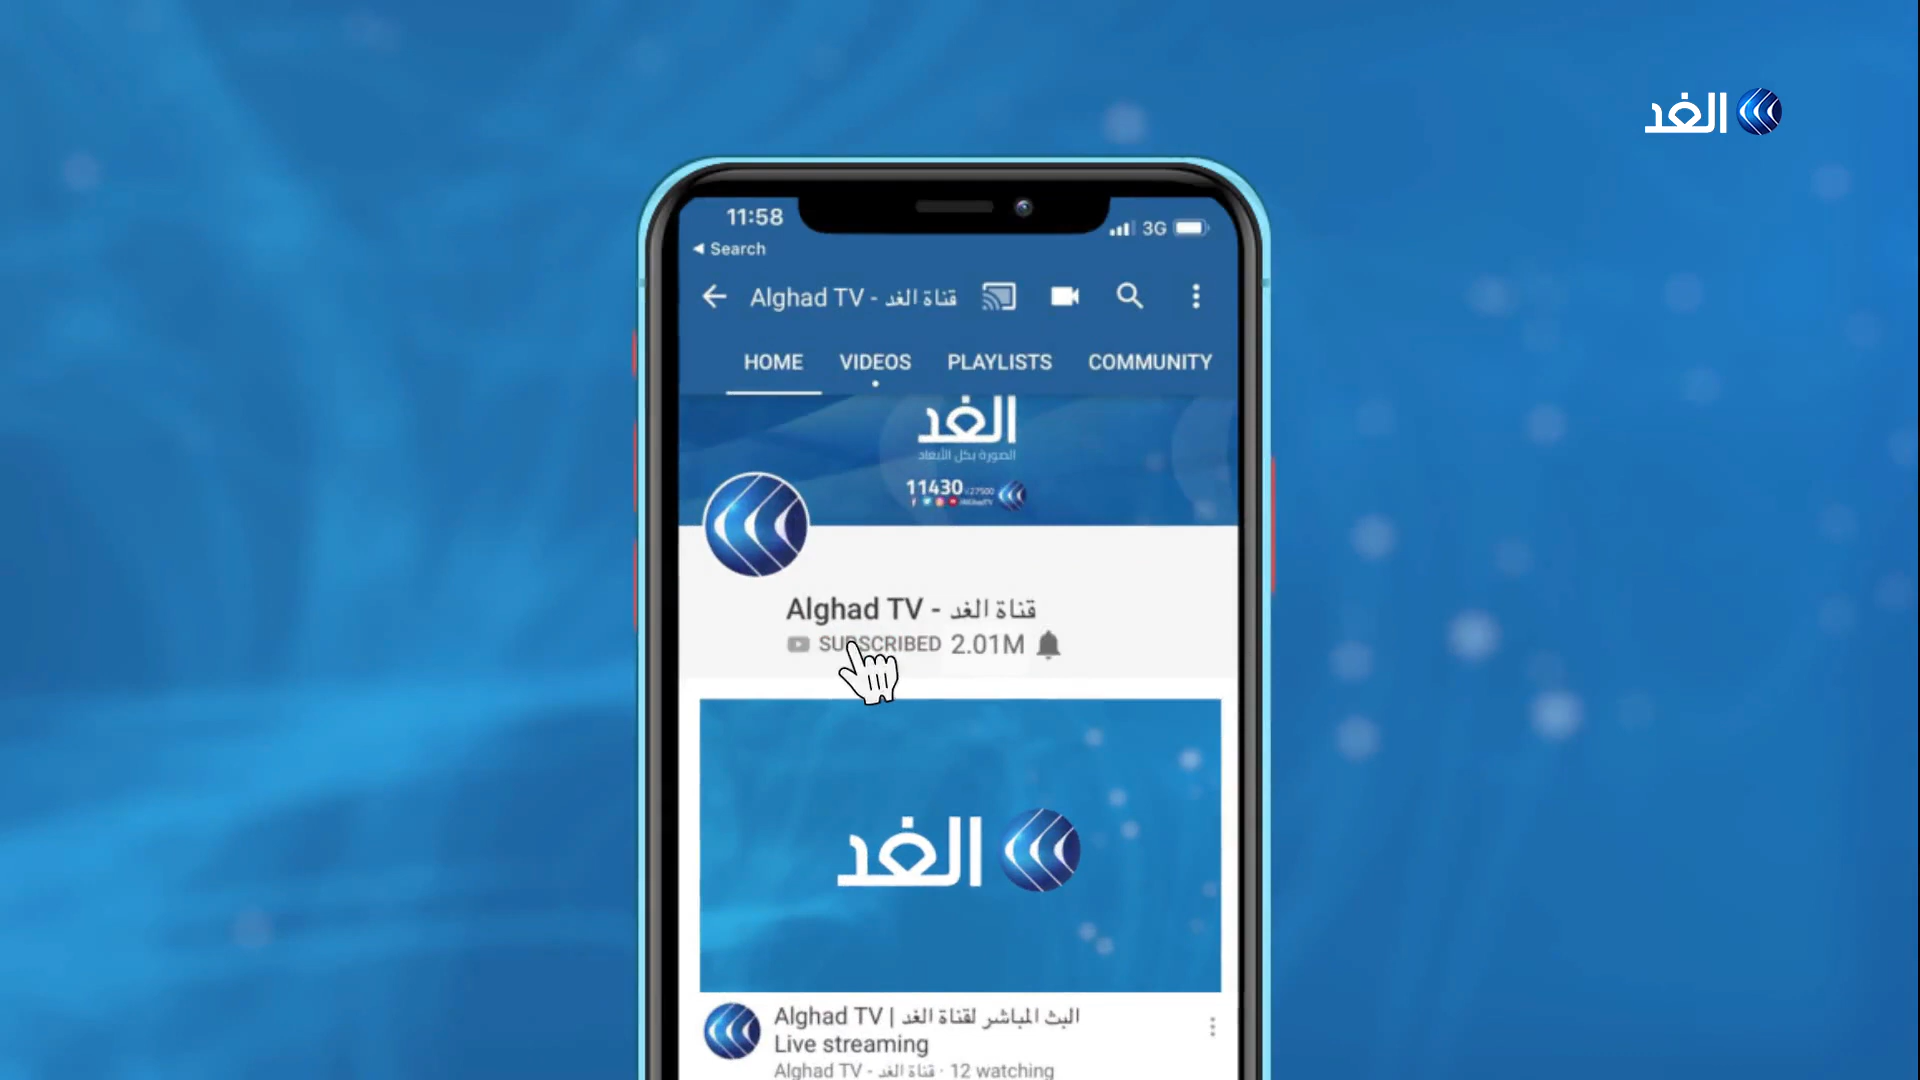 الغد
11:58
3G
◀ Search
Alghad TV - قناة الغد
HOME VIDEOS PLAYLISTS COMMUNITY
الغد
الصورة بكل الأبعاد
11430 27500
Alghad TV - قناة الغد
SUBSCRIBED 2.01M
الغد
Alghad TV | البث المباشر لقناة الغد
Live streaming
Alghad TV - قناة الغد · 12 watching